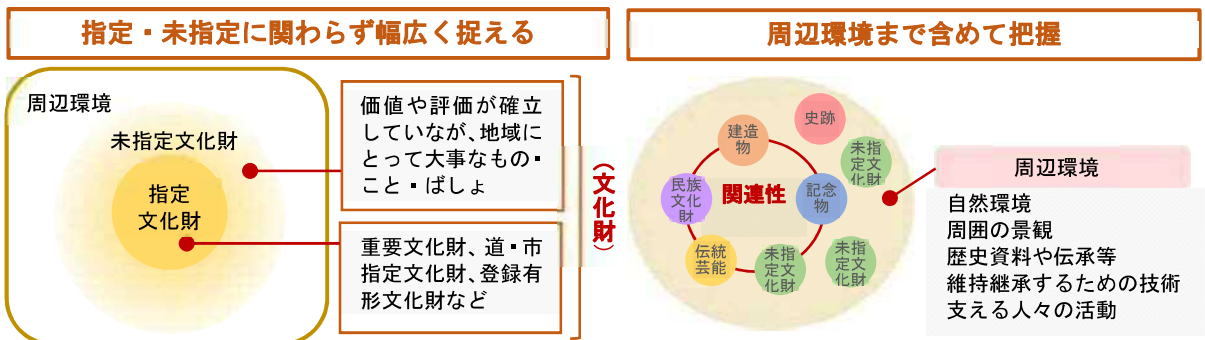 指定・未指定に関わらず幅広く捉える
周辺環境
未指定文化財
指定
文化財
価値や評価が確立
していなが、地域に
とって大事なもの・
こと・ばしょ
重要文化財、道・市
指定文化財、登録有
形文化財など
（文化財）
周辺環境まで含めて把握
史跡
建造
物
未指
定文
化財
民族
文化
財
関連性
記念
物
伝統
芸能
未指
定文
化財
未指
定文
化財
周辺環境
自然環境
周囲の景観
歴史資料や伝承等
維持継承するための技術
支える人々の活動